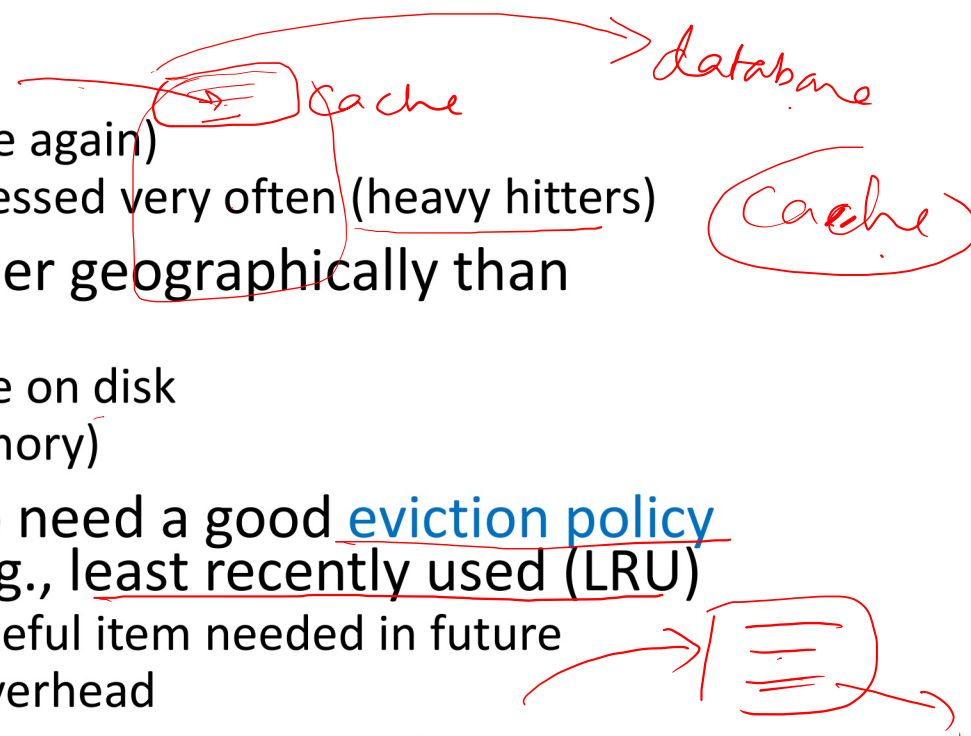 database
cache
e again)
essed very often (heavy hitters)
cache
er geographically than
e on disk
nory)
need a good eviction policy
g., least recently used (LRU)
eful item needed in future
verhead